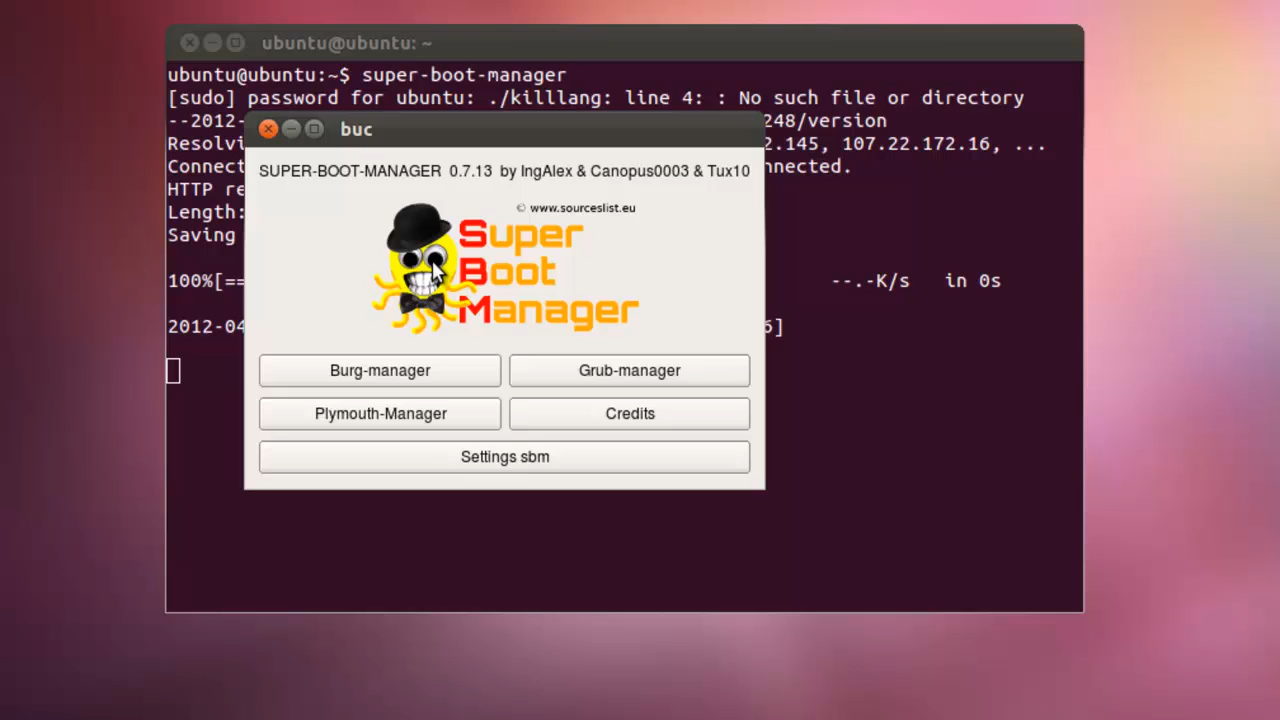 ubuntu@ubuntu: ~
ubuntu@ubuntu:~$ super-boot-manager
[sudo] password for ubuntu: ./killlang: line 4: : No such file or directory
--2012- 248/version
Resolvi 2.145, 107.22.172.16, ...
Connect nnected.
HTTP re
Length:
Saving
100%[== --.-K/s in 0s
2012-04 6]
buc
SUPER-BOOT-MANAGER 0.7.13 by IngAlex & Canopus0003 & Tux10
© www.sourceslist.eu
Super
Boot
Manager
Burg-manager Grub-manager
Plymouth-Manager Credits
Settings sbm